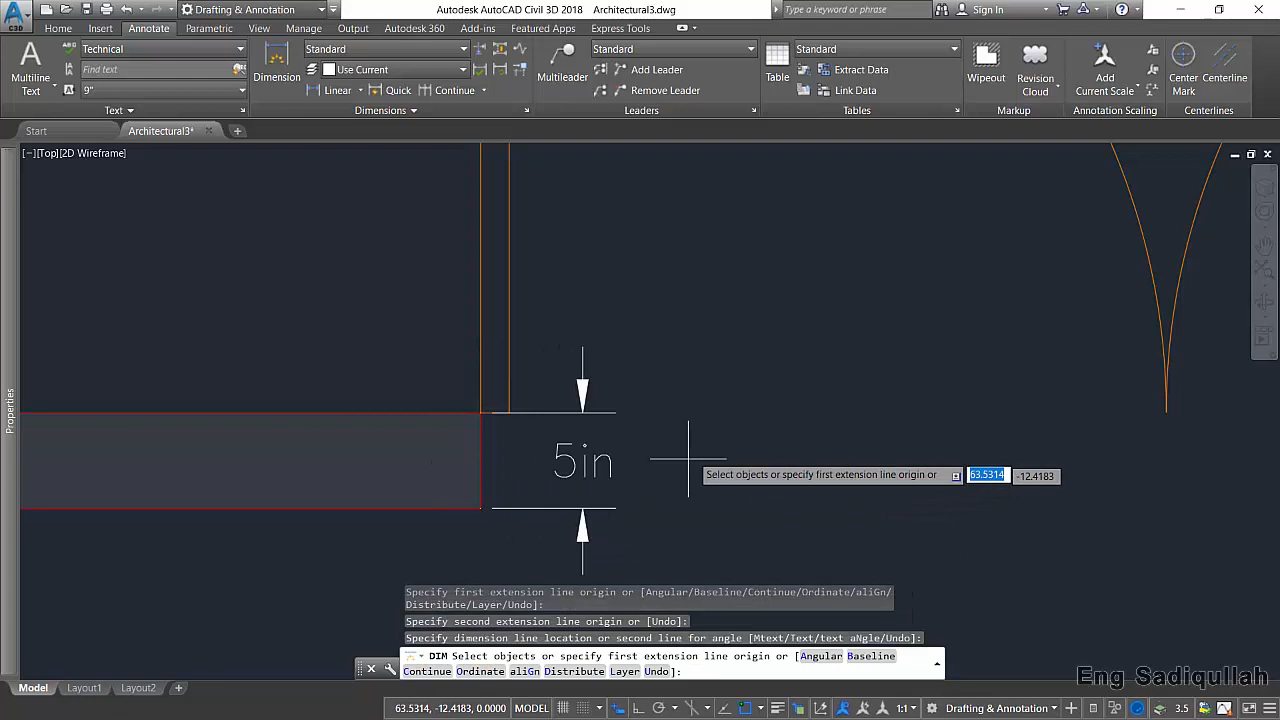 Drafting & Annotation
Autodesk AutoCAD Civil 3D 2018 Architectural3.dwg
Type a keyword or phrase
Sign In
C3D
Home Insert Annotate Parametric View Manage Output Add-ins Autodesk 360 Featured Apps Express Tools
Multiline
Text
Technical
Find text
9"
Text
Dimension
Standard
Use Current
Linear Quick Continue
Dimensions
Multileader
Standard
Add Leader
Remove Leader
Leaders
Table
Standard
Extract Data
Link Data
Tables
Wipeout
Revision
Cloud
Markup
Add
Current Scale
Annotation Scaling
Center
Mark
Centerline
Centerlines
Start Architectural3*
[−][Top][2D Wireframe]
Properties
5in
Select objects or specify first extension line origin or 63.5314 -12.4183
Specify first extension line origin or [Angular/Baseline/Continue/Ordinate/aliGn/
Distribute/Layer/Undo]:
Specify second extension line origin or [Undo]:
Specify dimension line location or second line for angle [Mtext/Text/text aNgle/Undo]:
DIM Select objects or specify first extension line origin or [Angular Baseline
Continue Ordinate aliGn Distribute Layer Undo]:
Eng Sadiqullah
Model Layout1 Layout2
63.5314, -12.4183, 0.0000 MODEL 1:1 Drafting & Annotation 3.5